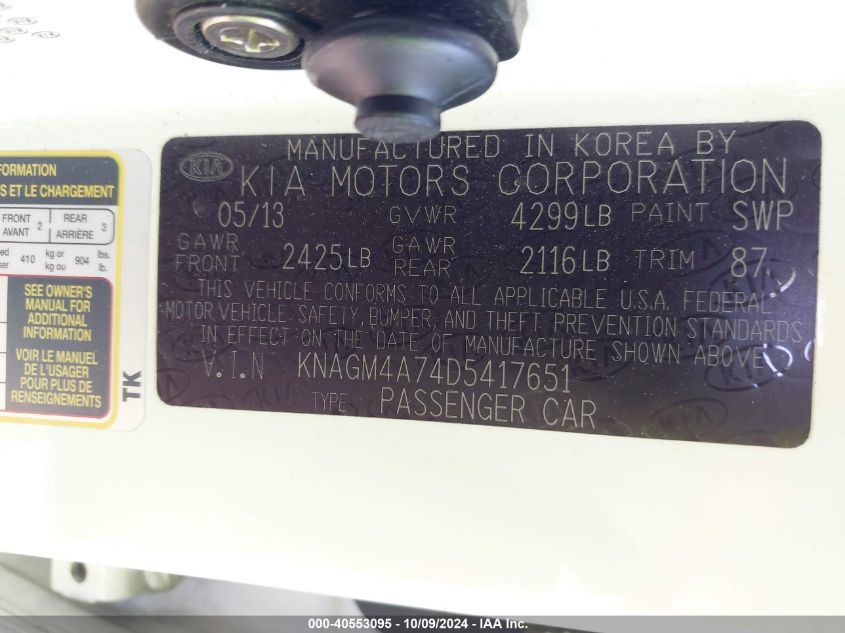 MANUFACTURED IN KOREA BY
KIA
KIA MOTORS CORPORATION
05/13 GVWR 4299LB PAINT SWP
GAWR FRONT 2425LB GAWR REAR 2116LB TRIM 87
THIS VEHICLE CONFORMS TO ALL APPLICABLE U.S.A. FEDERAL
MOTOR VEHICLE SAFETY, BUMPER, AND THEFT PREVENTION STANDARDS
IN EFFECT ON THE DATE OF MANUFACTURE SHOWN ABOVE
V.I.N KNAGM4A74D5417651
TYPE PASSENGER CAR
S ET LE CHARGEMENT
FRONT
AVANT 2
REAR
ARRIÈRE 3
410 kg or
kg ou 904 lbs.
lb.
SEE OWNER'S
MANUAL FOR
ADDITIONAL
INFORMATION
VOIR LE MANUEL
DE L'USAGER
POUR PLUS DE
RENSEIGNEMENTS
TK
000-40553095 - 10/09/2024 - IAA Inc.